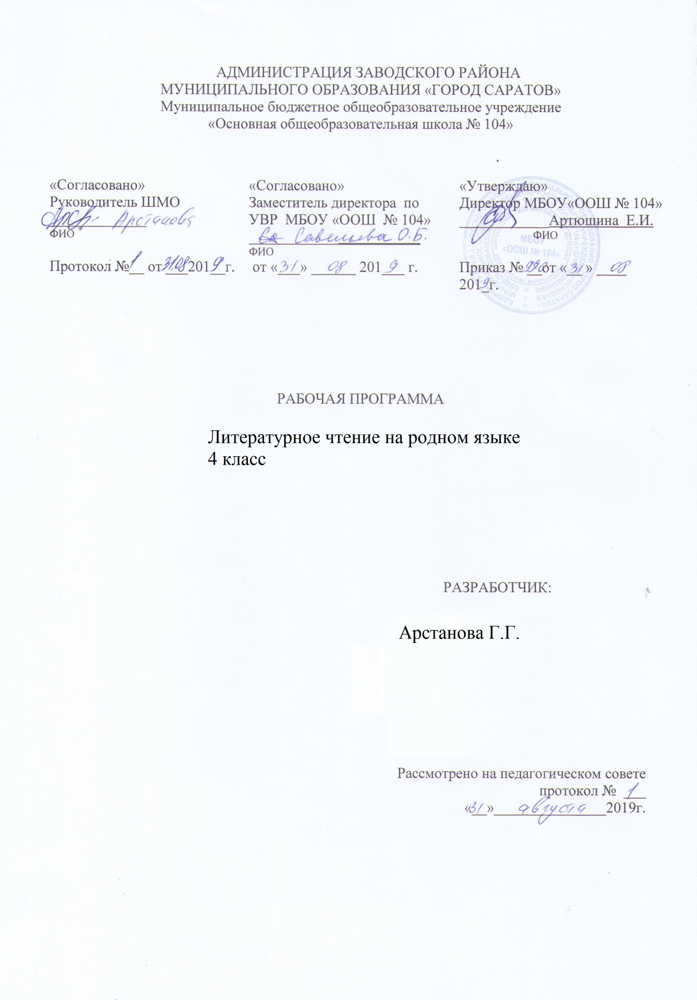 АДМИНИСТРАЦИЯ ЗАВОДСКОГО РАЙОНА
МУНИЦИПАЛЬНОГО ОБРАЗОВАНИЯ «ГОРОД САРАТОВ»
Муниципальное бюджетное общеобразовательное учреждение
«Основная общеобразовательная школа № 104»
«Согласовано»
Руководитель ШМО
Арстанова
ФИО
Протокол № 1 от 31.08 2019 г.
«Согласовано»
Заместитель директора по
УВР МБОУ «ООШ № 104»
Савельева О.Б.
ФИО
от «31» 08 2019 г.
«Утверждаю»
Директор МБОУ«ООШ № 104»
Артюшина Е.И.
ФИО
Приказ № от «31» 08
2019г.
МБОУ
«ООШ № 104»
РАБОЧАЯ ПРОГРАММА
Литературное чтение на родном языке
4 класс
РАЗРАБОТЧИК:
Арстанова Г.Г.
Рассмотрено на педагогическом совете
протокол № 1
«31» августа 2019г.